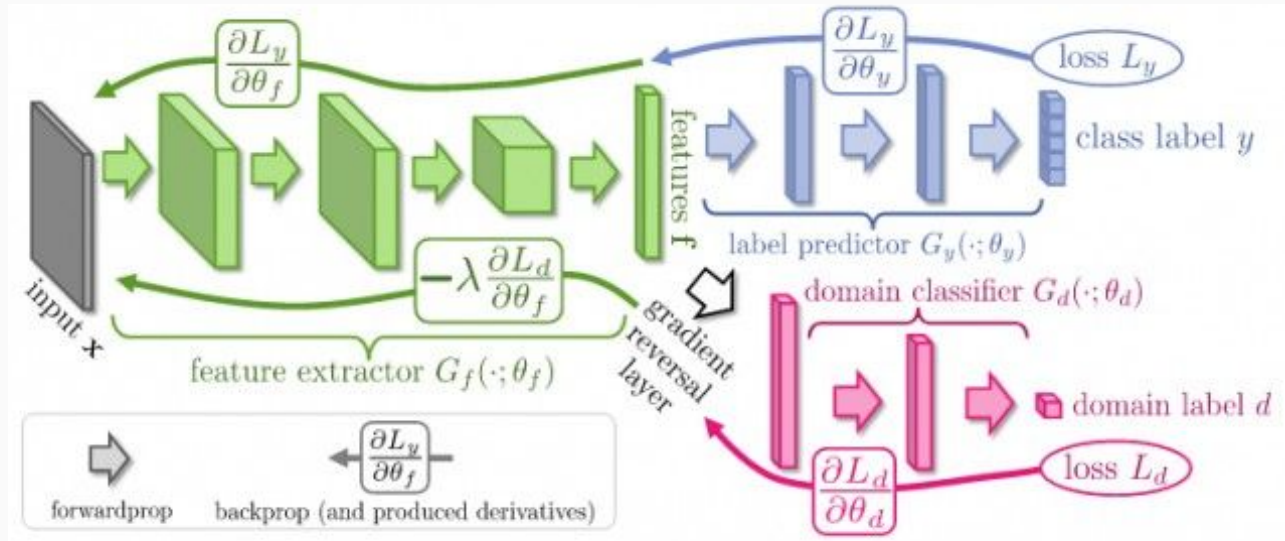 ∂L_y/∂θ_f
∂L_y/∂θ_y
loss L_y
features f
class label y
input x
label predictor G_y(·;θ_y)
−λ ∂L_d/∂θ_f
gradient
reversal
layer
domain classifier G_d(·;θ_d)
feature extractor G_f(·;θ_f)
domain label d
∂L_d/∂θ_d
loss L_d
∂L_y/∂θ_f
forwardprop
backprop (and produced derivatives)